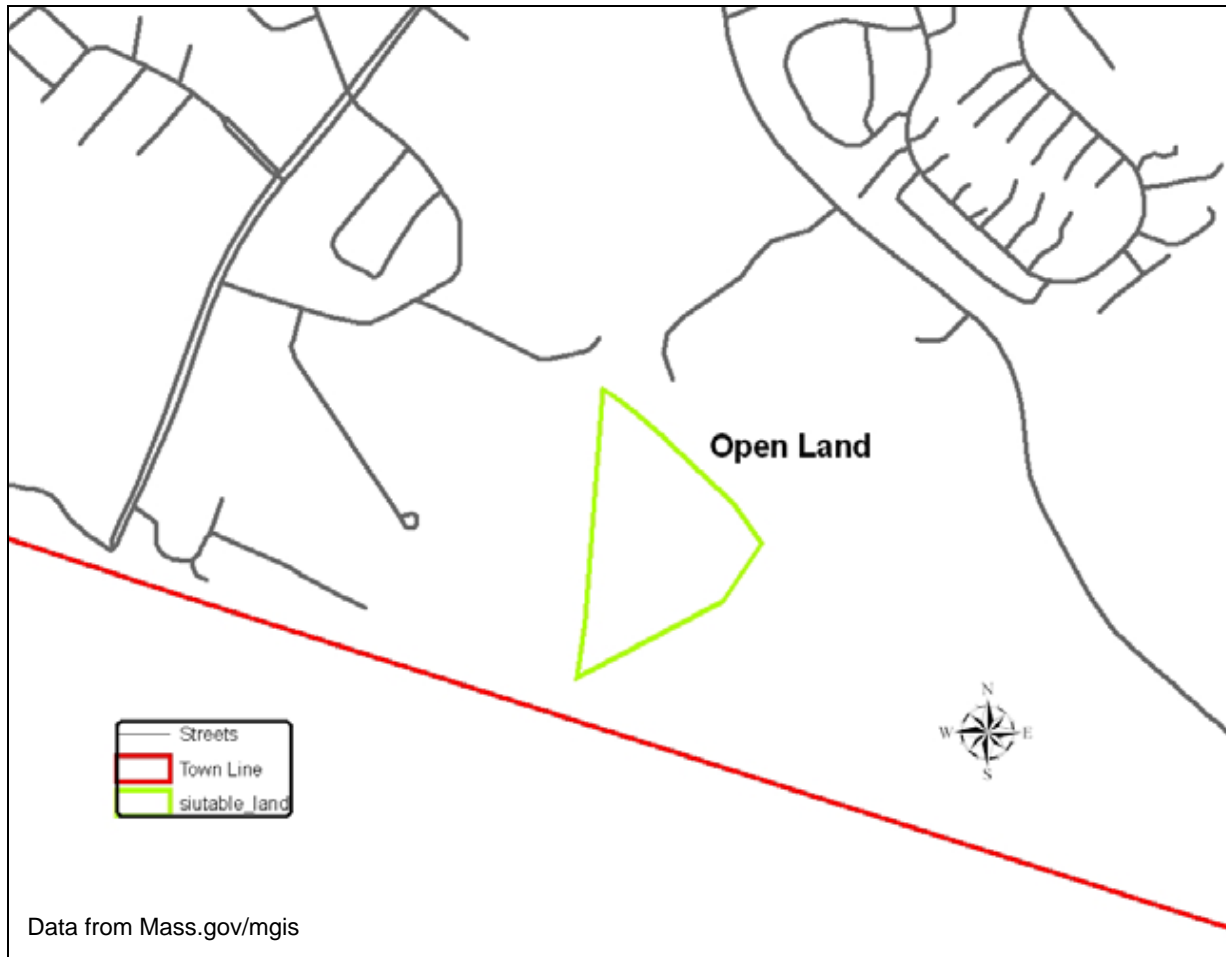 Open Land
N
W E
S
Streets
Town Line
siutable_land
Data from Mass.gov/mgis